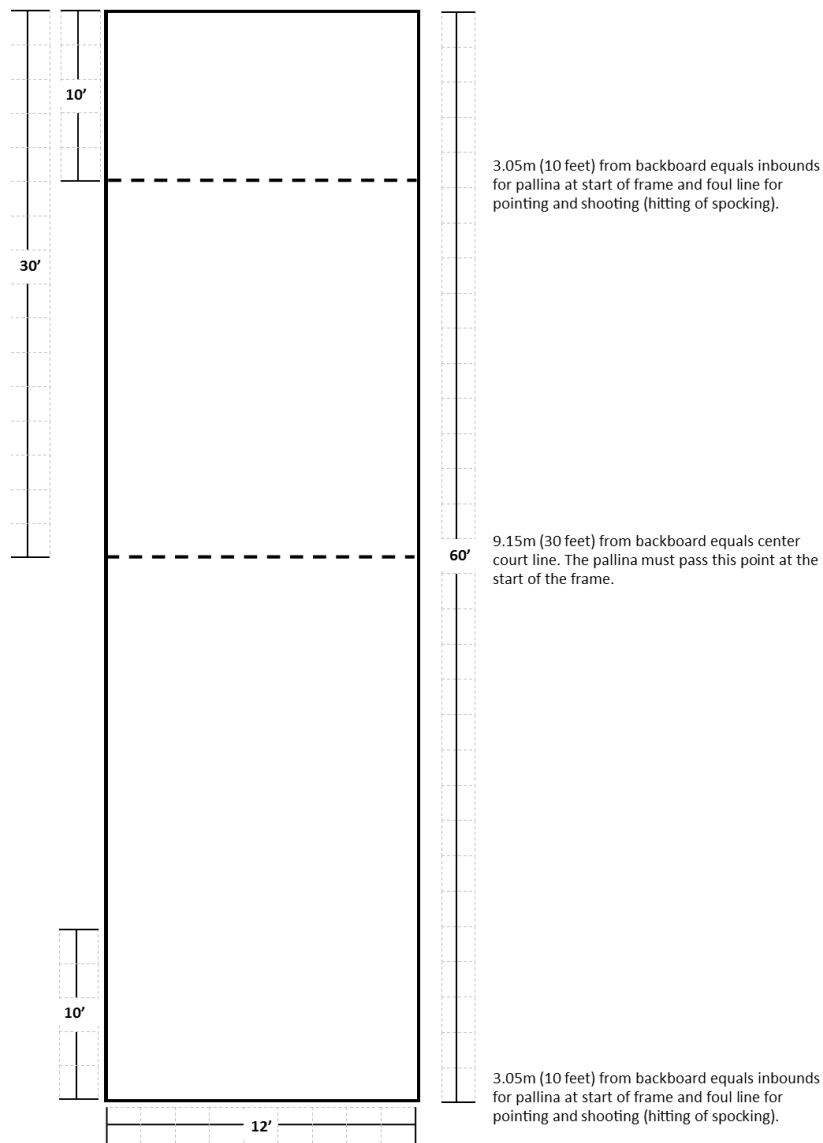 10’
3.05m (10 feet) from backboard equals inbounds
for pallina at start of frame and foul line for
pointing and shooting (hitting of spocking).
30’
9.15m (30 feet) from backboard equals center
court line. The pallina must pass this point at the
start of the frame.
60’
10’
3.05m (10 feet) from backboard equals inbounds
for pallina at start of frame and foul line for
pointing and shooting (hitting of spocking).
12’